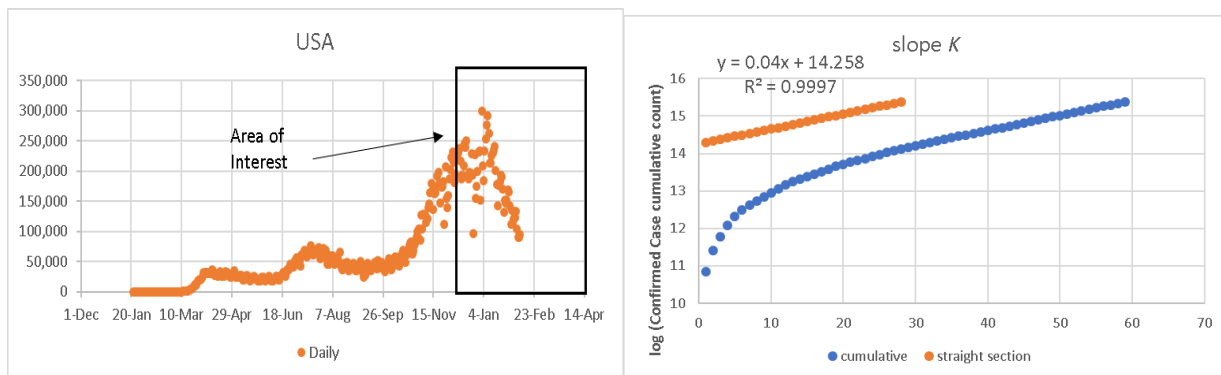 USA
350,000
300,000
250,000
200,000
150,000
100,000
50,000
0
Area of
Interest
1-Dec 20-Jan 10-Mar 29-Apr 18-Jun 7-Aug 26-Sep 15-Nov 4-Jan 23-Feb 14-Apr
Daily
slope K
y = 0.04x + 14.258
R² = 0.9997
log (Confirmed Case cumulative count)
16
15
14
13
12
11
10
0 10 20 30 40 50 60 70
cumulative straight section